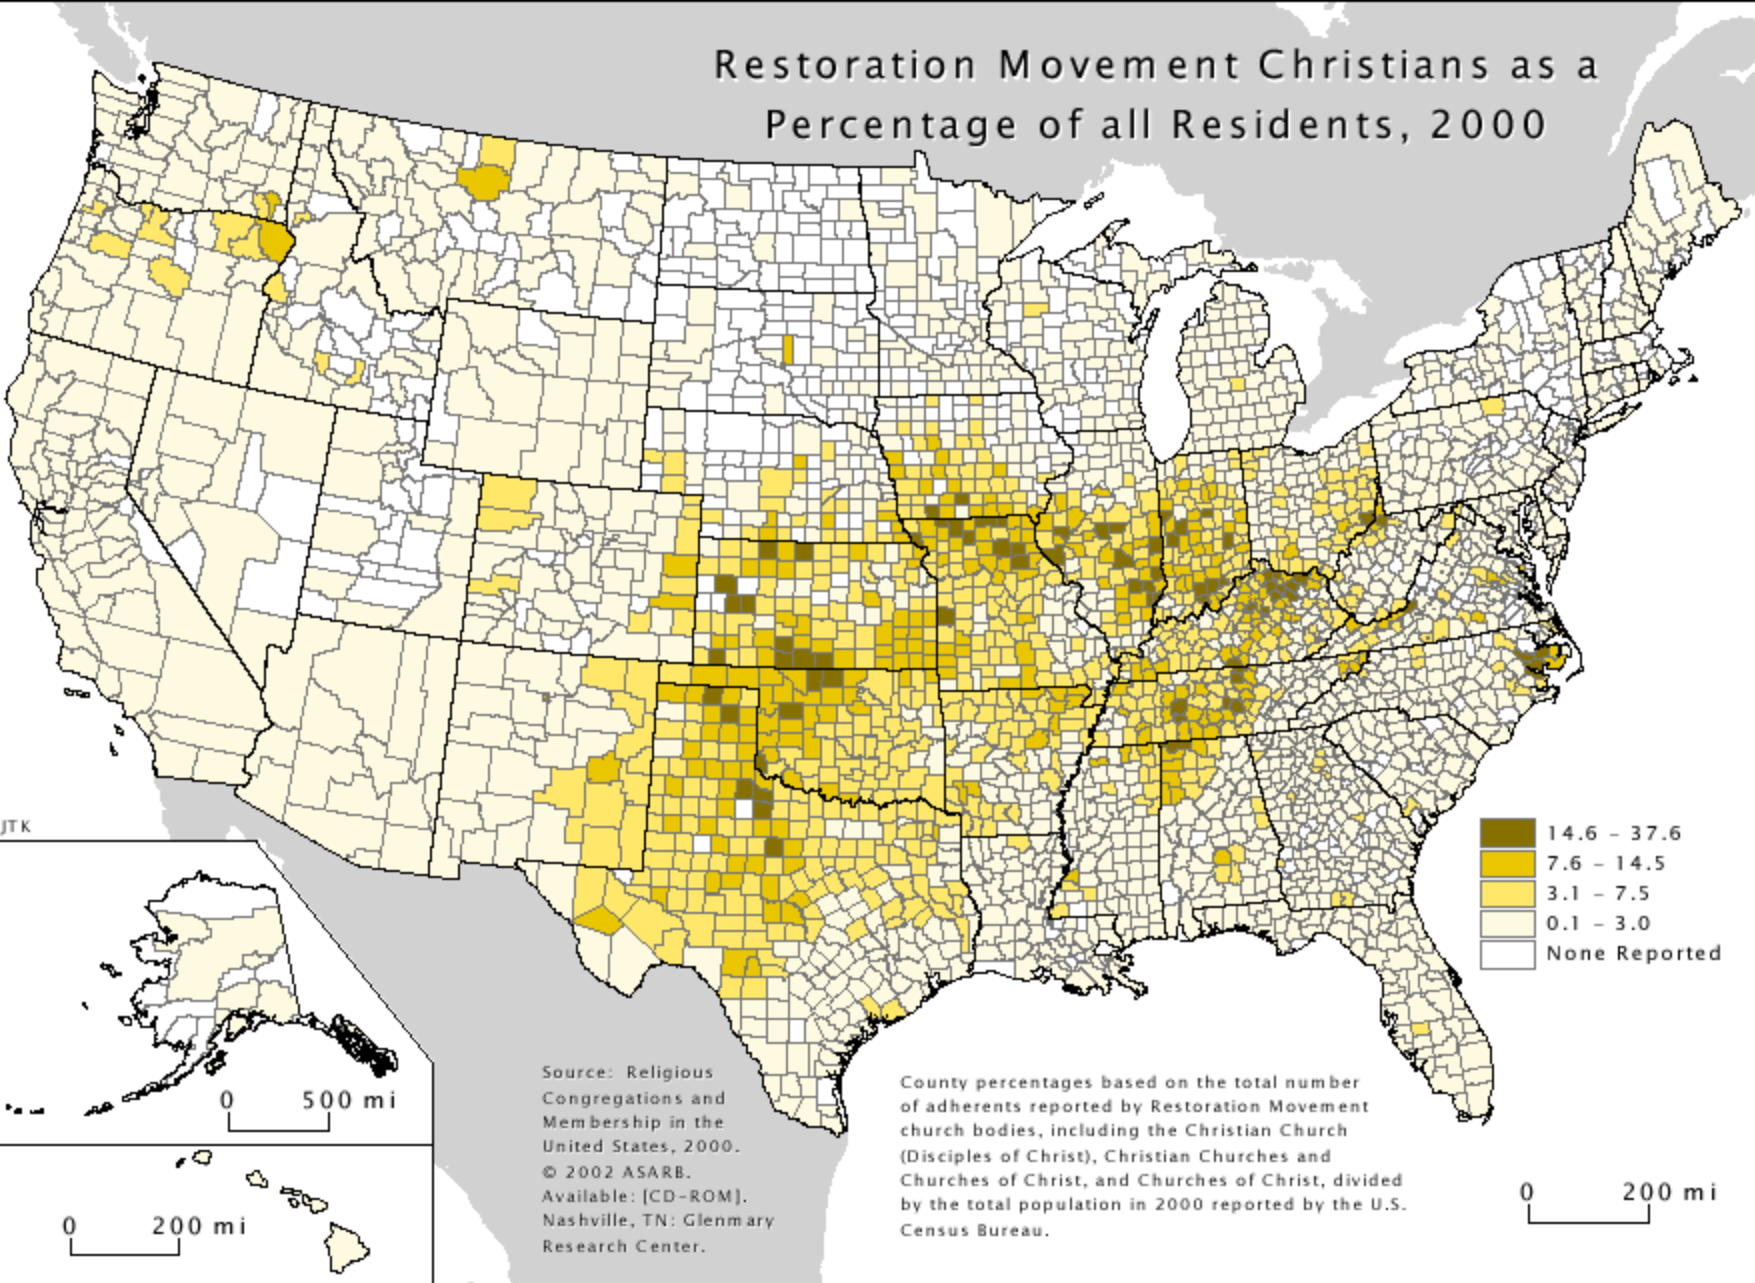 Restoration Movement Christians as a
Percentage of all Residents, 2000
JTK
14.6 – 37.6
7.6 – 14.5
3.1 – 7.5
0.1 – 3.0
None Reported
0 500 mi
0 200 mi
Source: Religious
Congregations and
Membership in the
United States, 2000.
© 2002 ASARB.
Available: [CD-ROM].
Nashville, TN: Glenmary
Research Center.
County percentages based on the total number
of adherents reported by Restoration Movement
church bodies, including the Christian Church
(Disciples of Christ), Christian Churches and
Churches of Christ, and Churches of Christ, divided
by the total population in 2000 reported by the U.S.
Census Bureau.
0 200 mi